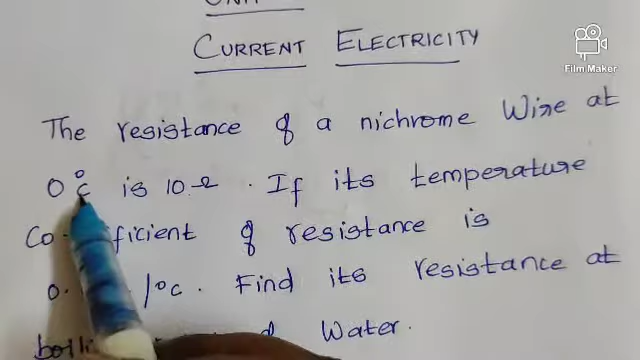 CURRENT ELECTRICITY
Film Maker
The resistance of a nichrome Wire at
0°c is 10 Ω. If its temperature
Co ficient of resistance is
0. /°c. Find its resistance at
Water.